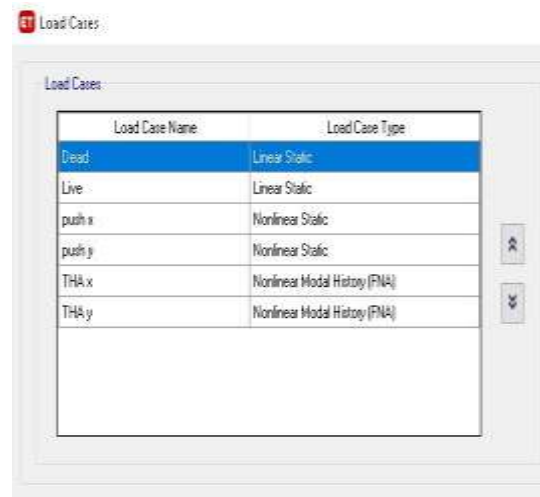 ET Load Cases
Load Cases
Load Case Name Load Case Type
Dead Linear Static
Live Linear Static
push x Nonlinear Static
push y Nonlinear Static
THA x Nonlinear Modal History (FNA)
THA y Nonlinear Modal History (FNA)